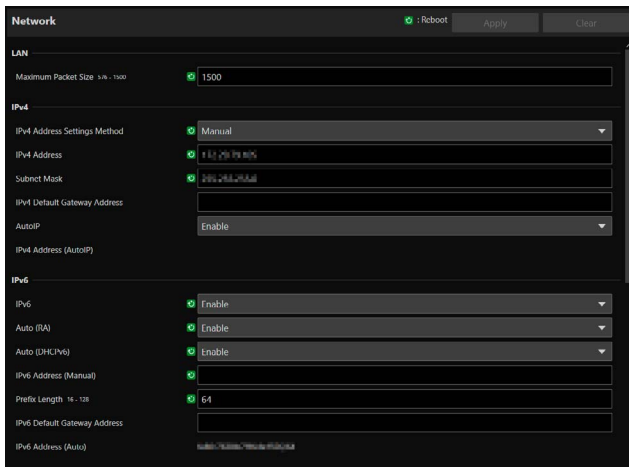 Network : Reboot Apply Clear
LAN
Maximum Packet Size 576 - 1500 1500
IPv4
IPv4 Address Settings Method Manual
IPv4 Address
Subnet Mask
IPv4 Default Gateway Address
AutoIP Enable
IPv4 Address (AutoIP)
IPv6
IPv6 Enable
Auto (RA) Enable
Auto (DHCPv6) Enable
IPv6 Address (Manual)
Prefix Length 16 - 128 64
IPv6 Default Gateway Address
IPv6 Address (Auto)